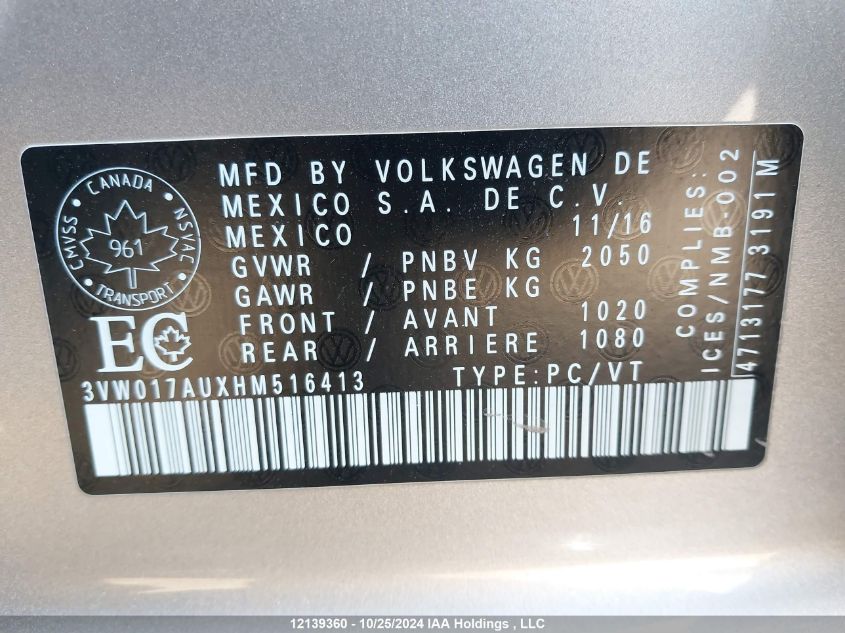 CANADA
CMVSS · NSVAC
961
TRANSPORT
EC
MFD BY VOLKSWAGEN DE
MEXICO S.A. DE C.V.
MEXICO 11/16
GVWR / PNBV KG 2050
GAWR / PNBE KG
FRONT / AVANT 1020
REAR / ARRIERE 1080
3VW017AUXHM516413 TYPE:PC/VT
COMPLIES:
ICES/NMB-002
4713177 3191 M
12139360 - 10/25/2024 IAA Holdings , LLC